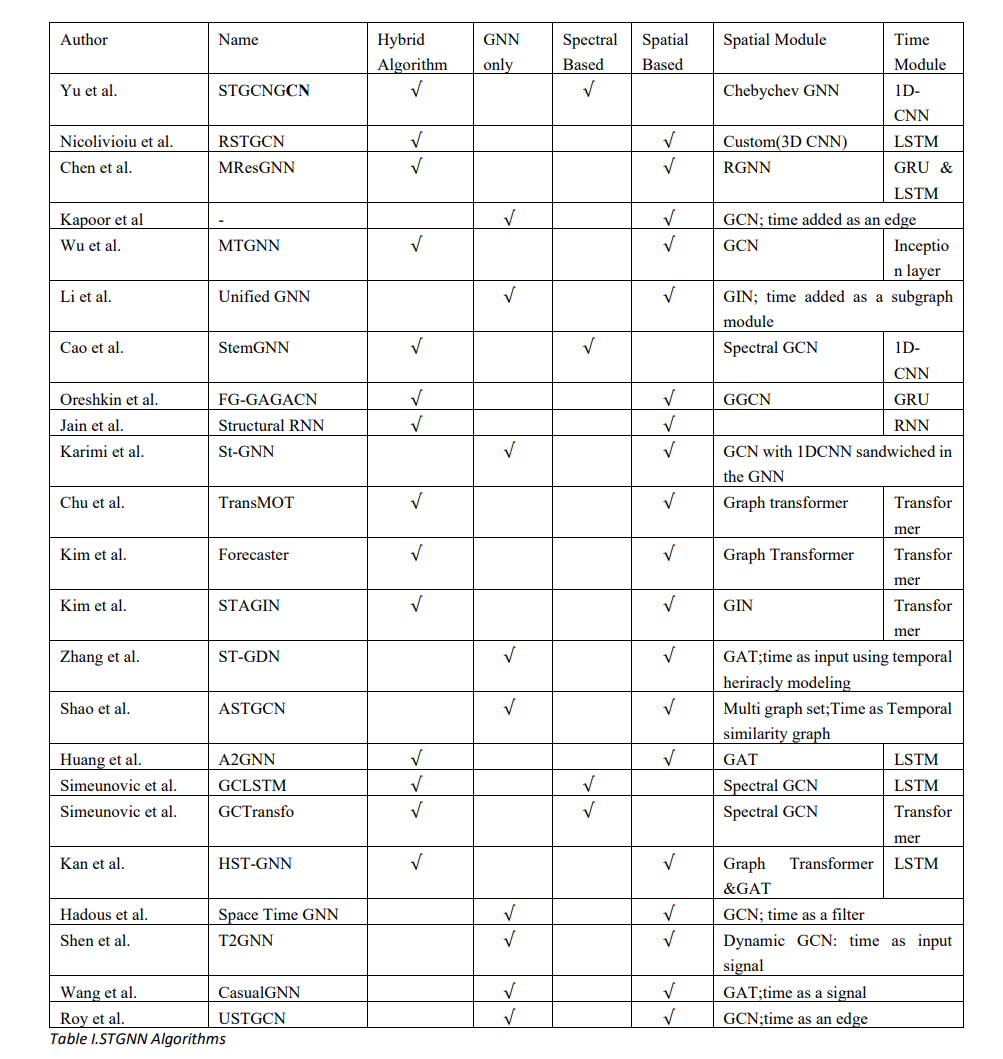 Author Name Hybrid GNN Spectral Spatial Spatial Module Time
Algorithm only Based Based Module
Yu et al. STGCNGCN √ √ Chebychev GNN 1D-
CNN
Nicolivioiu et al. RSTGCN √ √ Custom(3D CNN) LSTM
Chen et al. MResGNN √ √ RGNN GRU &
LSTM
Kapoor et al - √ √ GCN; time added as an edge
Wu et al. MTGNN √ √ GCN Inceptio
n layer
Li et al. Unified GNN √ √ GIN; time added as a subgraph
module
Cao et al. StemGNN √ √ Spectral GCN 1D-
CNN
Oreshkin et al. FG-GAGACN √ √ GGCN GRU
Jain et al. Structural RNN √ √ RNN
Karimi et al. St-GNN √ √ GCN with 1DCNN sandwiched in
the GNN
Chu et al. TransMOT √ √ Graph transformer Transfor
mer
Kim et al. Forecaster √ √ Graph Transformer Transfor
mer
Kim et al. STAGIN √ √ GIN Transfor
mer
Zhang et al. ST-GDN √ √ GAT;time as input using temporal
heriracly modeling
Shao et al. ASTGCN √ √ Multi graph set;Time as Temporal
similarity graph
Huang et al. A2GNN √ √ GAT LSTM
Simeunovic et al. GCLSTM √ √ Spectral GCN LSTM
Simeunovic et al. GCTransfo √ √ Spectral GCN Transfor
mer
Kan et al. HST-GNN √ √ Graph Transformer LSTM
&GAT
Hadous et al. Space Time GNN √ √ GCN; time as a filter
Shen et al. T2GNN √ √ Dynamic GCN: time as input
signal
Wang et al. CasualGNN √ √ GAT;time as a signal
Roy et al. USTGCN √ √ GCN;time as an edge
Table I.STGNN Algorithms